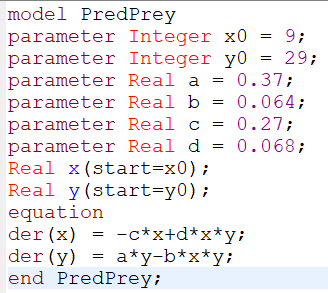 model PredPrey
parameter Integer x0 = 9;
parameter Integer y0 = 29;
parameter Real a = 0.37;
parameter Real b = 0.064;
parameter Real c = 0.27;
parameter Real d = 0.068;
Real x(start=x0);
Real y(start=y0);
equation
der(x) = -c*x+d*x*y;
der(y) = a*y-b*x*y;
end PredPrey;